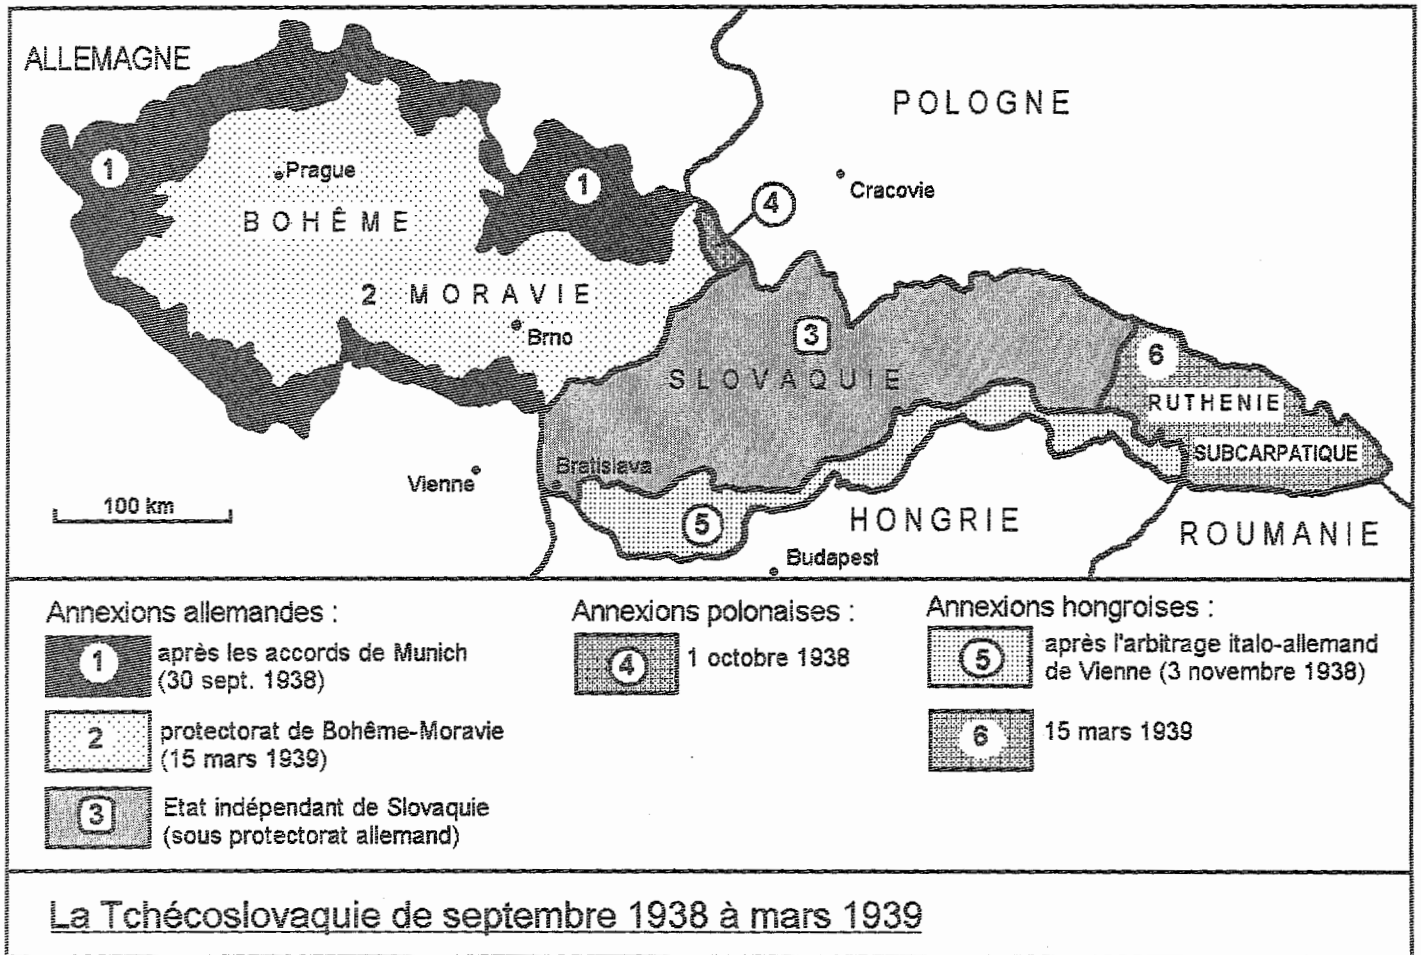 ALLEMAGNE
POLOGNE
1
Prague
1
Cracovie
4
BOHÊME
2 MORAVIE
Brno
3
6
SLOVAQUIE
RUTHENIE
SUBCARPATIQUE
Bratislava
Vienne
100 km
5
HONGRIE
ROUMANIE
Budapest
Annexions allemandes :
1 après les accords de Munich
(30 sept. 1938)
2 protectorat de Bohême-Moravie
(15 mars 1939)
3 Etat indépendant de Slovaquie
(sous protectorat allemand)
Annexions polonaises :
4 1 octobre 1938
Annexions hongroises :
5 après l'arbitrage italo-allemand
de Vienne (3 novembre 1938)
6 15 mars 1939
La Tchécoslovaquie de septembre 1938 à mars 1939